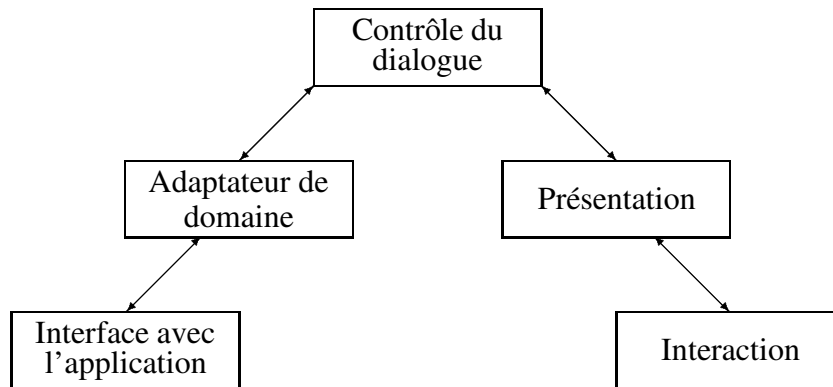 Contrôle du
dialogue
Adaptateur de
domaine
Présentation
Interface avec
l'application
Interaction